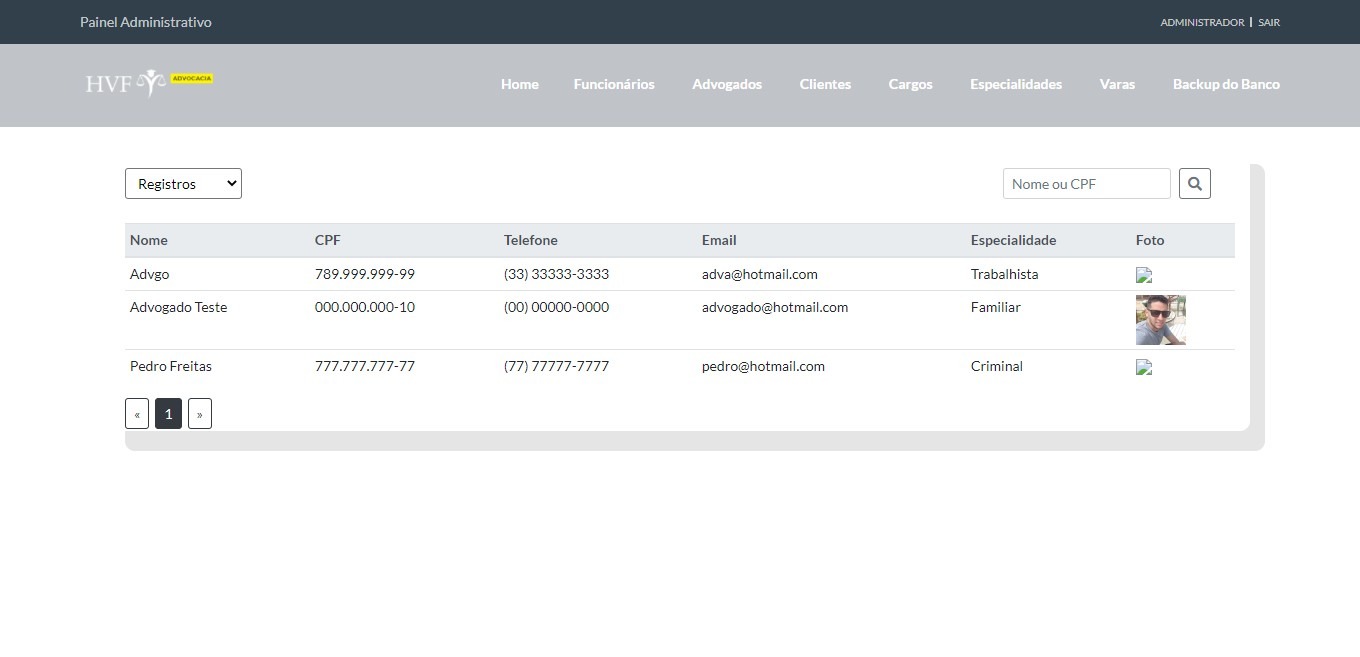 Painel Administrativo ADMINISTRADOR | SAIR
HVF ADVOCACIA Home Funcionários Advogados Clientes Cargos Especialidades Varas Backup do Banco
Registros Nome ou CPF
Nome CPF Telefone Email Especialidade Foto
Advgo 789.999.999-99 (33) 33333-3333 adva@hotmail.com Trabalhista
Advogado Teste 000.000.000-10 (00) 00000-0000 advogado@hotmail.com Familiar
Pedro Freitas 777.777.777-77 (77) 77777-7777 pedro@hotmail.com Criminal
« 1 »